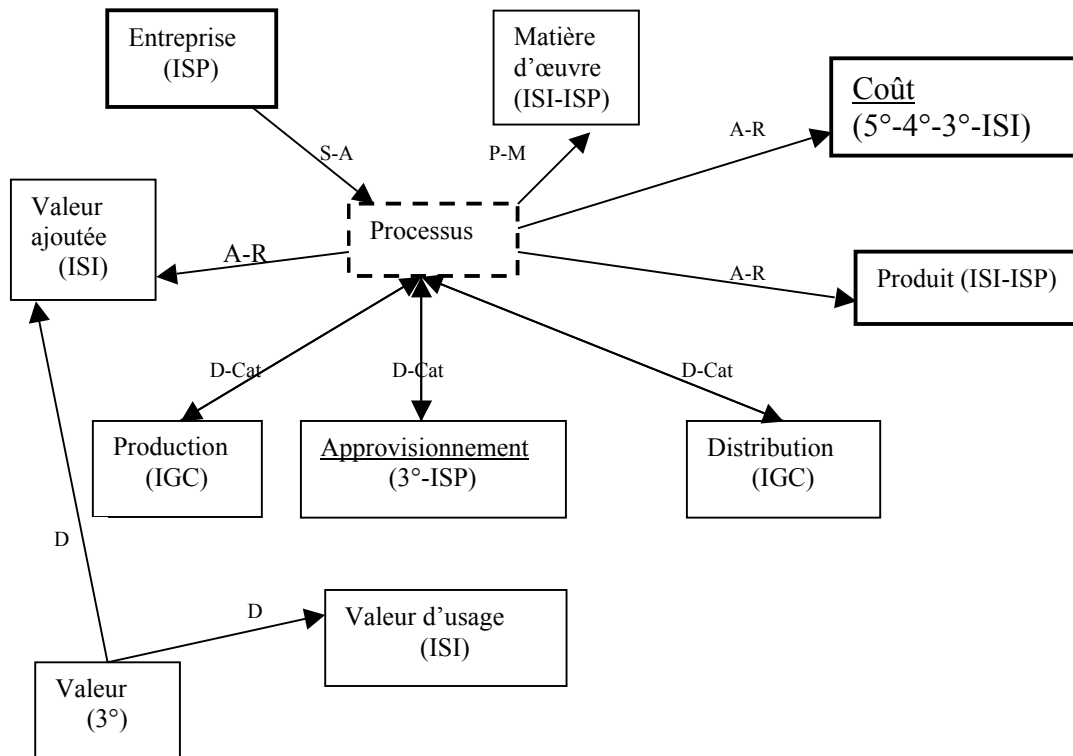 Entreprise
(ISP)
Matière
d’œuvre
(ISI-ISP)
Coût
(5°-4°-3°-ISI)
S-A
P-M
A-R
Valeur
ajoutée
(ISI)
A-R
Processus
A-R
Produit (ISI-ISP)
D-Cat
D-Cat
D-Cat
Production
(IGC)
Approvisionnement
(3°-ISP)
Distribution
(IGC)
D
D
Valeur d’usage
(ISI)
Valeur
(3°)